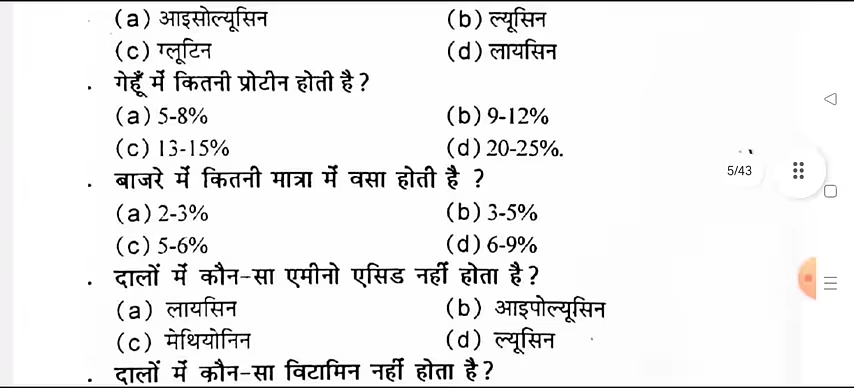 (a) आइसोल्यूसिन (b) ल्यूसिन
(c) ग्लूटिन (d) लायसिन
. गेहूँ में कितनी प्रोटीन होती है ?
(a) 5-8% (b) 9-12%
(c) 13-15% (d) 20-25%.
. बाजरे में कितनी मात्रा में वसा होती है ?
(a) 2-3% (b) 3-5%
5/43
(c) 5-6% (d) 6-9%
. दालों में कौन-सा एमीनो एसिड नहीं होता है ?
(a) लायसिन (b) आइपोल्यूसिन
(c) मेथियोनिन (d) ल्यूसिन
. दालों में कौन-सा विटामिन नहीं होता है ?